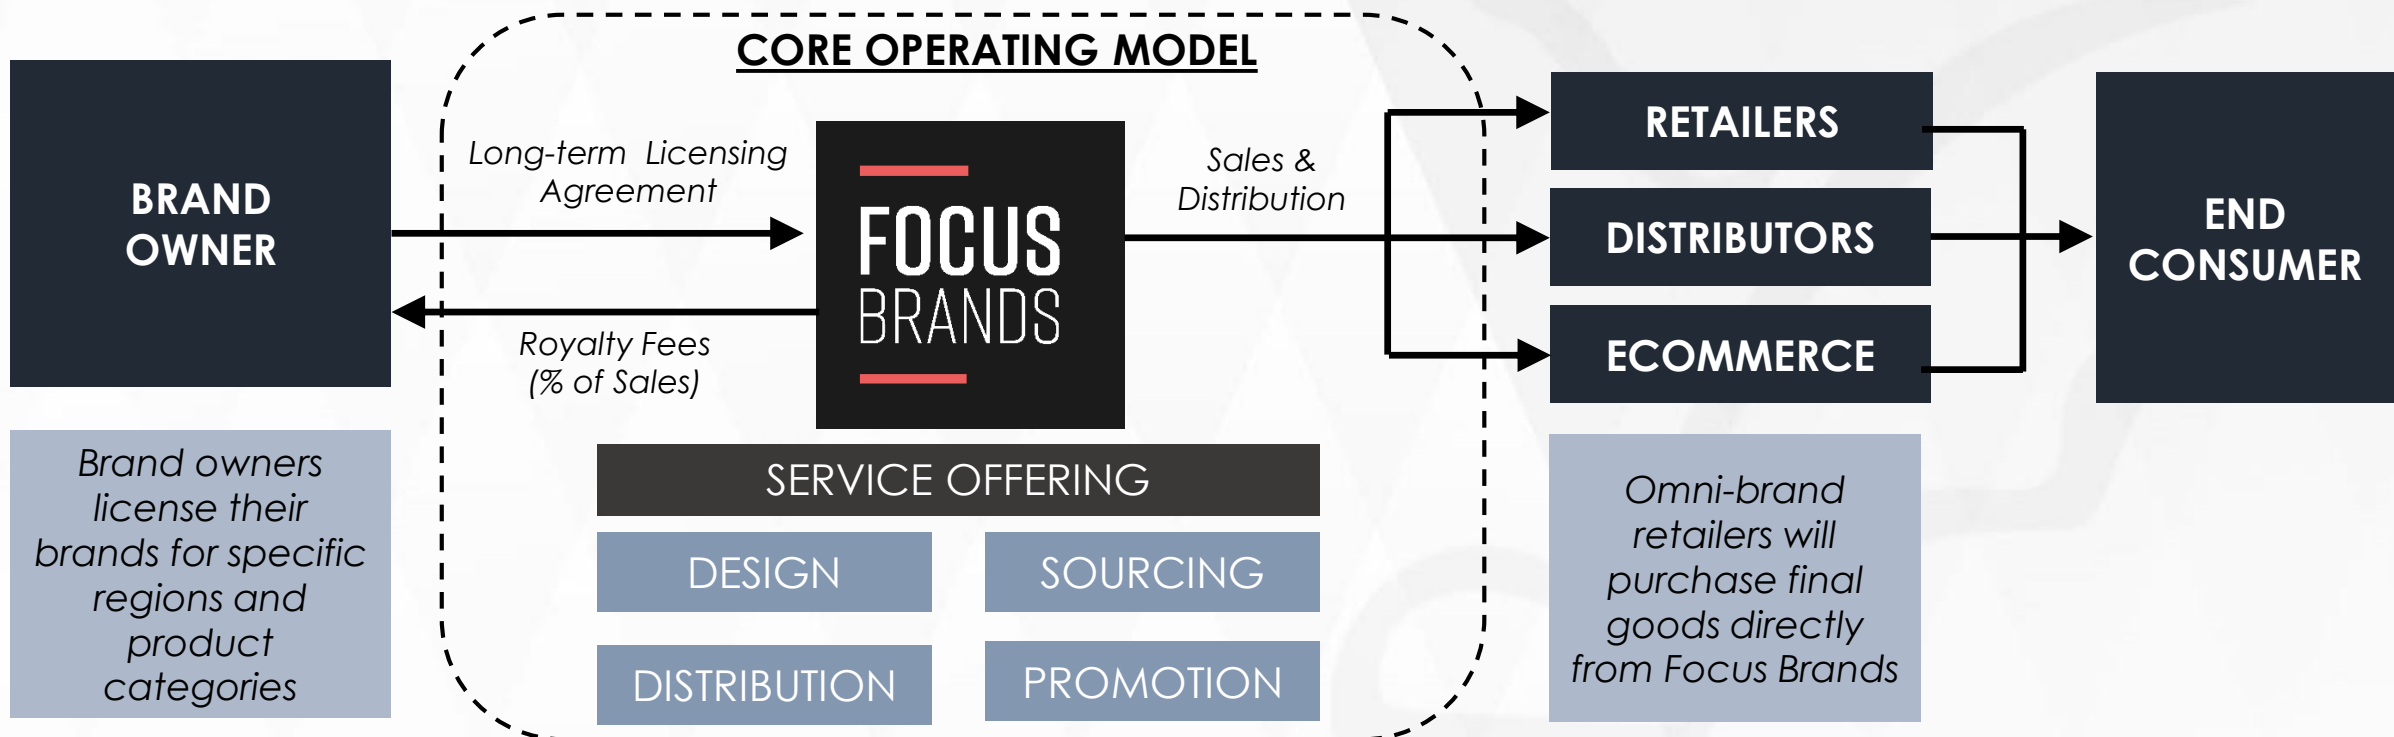 CORE OPERATING MODEL
BRAND
OWNER
Long-term Licensing
Agreement
Royalty Fees
(% of Sales)
FOCUS
BRANDS
Sales &
Distribution
RETAILERS
DISTRIBUTORS
ECOMMERCE
END
CONSUMER
Brand owners
license their
brands for specific
regions and
product
categories
SERVICE OFFERING
DESIGN
SOURCING
DISTRIBUTION
PROMOTION
Omni-brand
retailers will
purchase final
goods directly
from Focus Brands